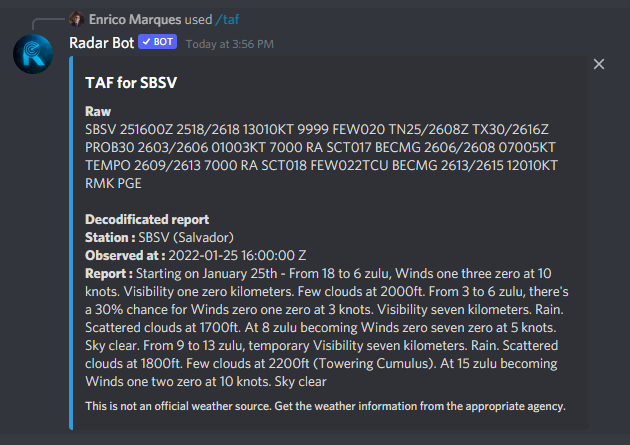 Enrico Marques used /taf
Radar Bot ✓ BOT Today at 3:56 PM
TAF for SBSV
Raw
SBSV 251600Z 2518/2618 13010KT 9999 FEW020 TN25/2608Z TX30/2616Z
PROB30 2603/2606 01003KT 7000 RA SCT017 BECMG 2606/2608 07005KT
TEMPO 2609/2613 7000 RA SCT018 FEW022TCU BECMG 2613/2615 12010KT
RMK PGE
Decodificated report
Station : SBSV (Salvador)
Observed at : 2022-01-25 16:00:00 Z
Report : Starting on January 25th - From 18 to 6 zulu, Winds one three zero at 10
knots. Visibility one zero kilometers. Few clouds at 2000ft. From 3 to 6 zulu, there's
a 30% chance for Winds zero one zero at 3 knots. Visibility seven kilometers. Rain.
Scattered clouds at 1700ft. At 8 zulu becoming Winds zero seven zero at 5 knots.
Sky clear. From 9 to 13 zulu, temporary Visibility seven kilometers. Rain. Scattered
clouds at 1800ft. Few clouds at 2200ft (Towering Cumulus). At 15 zulu becoming
Winds one two zero at 10 knots. Sky clear
This is not an official weather source. Get the weather information from the appropriate agency.